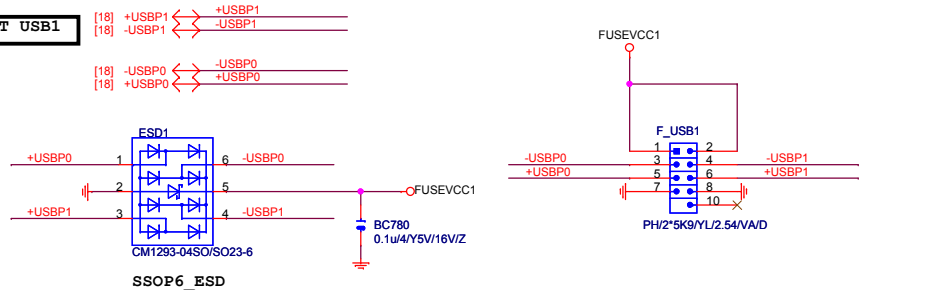 T USB1
[18] +USBP1 +USBP1
[18] -USBP1 -USBP1
[18] -USBP0 -USBP0
[18] +USBP0 +USBP0
ESD1
+USBP0 1 6 -USBP0
2 5 FUSEVCC1
+USBP1 3 4 -USBP1
CM1293-04SO/SO23-6
SSOP6_ESD
BC780
0.1u/4/Y5V/16V/Z
FUSEVCC1
F_USB1
1 2
-USBP0 3 4 -USBP1
+USBP0 5 6 +USBP1
7 8
10
PH/2*5K9/YL/2.54/VA/D